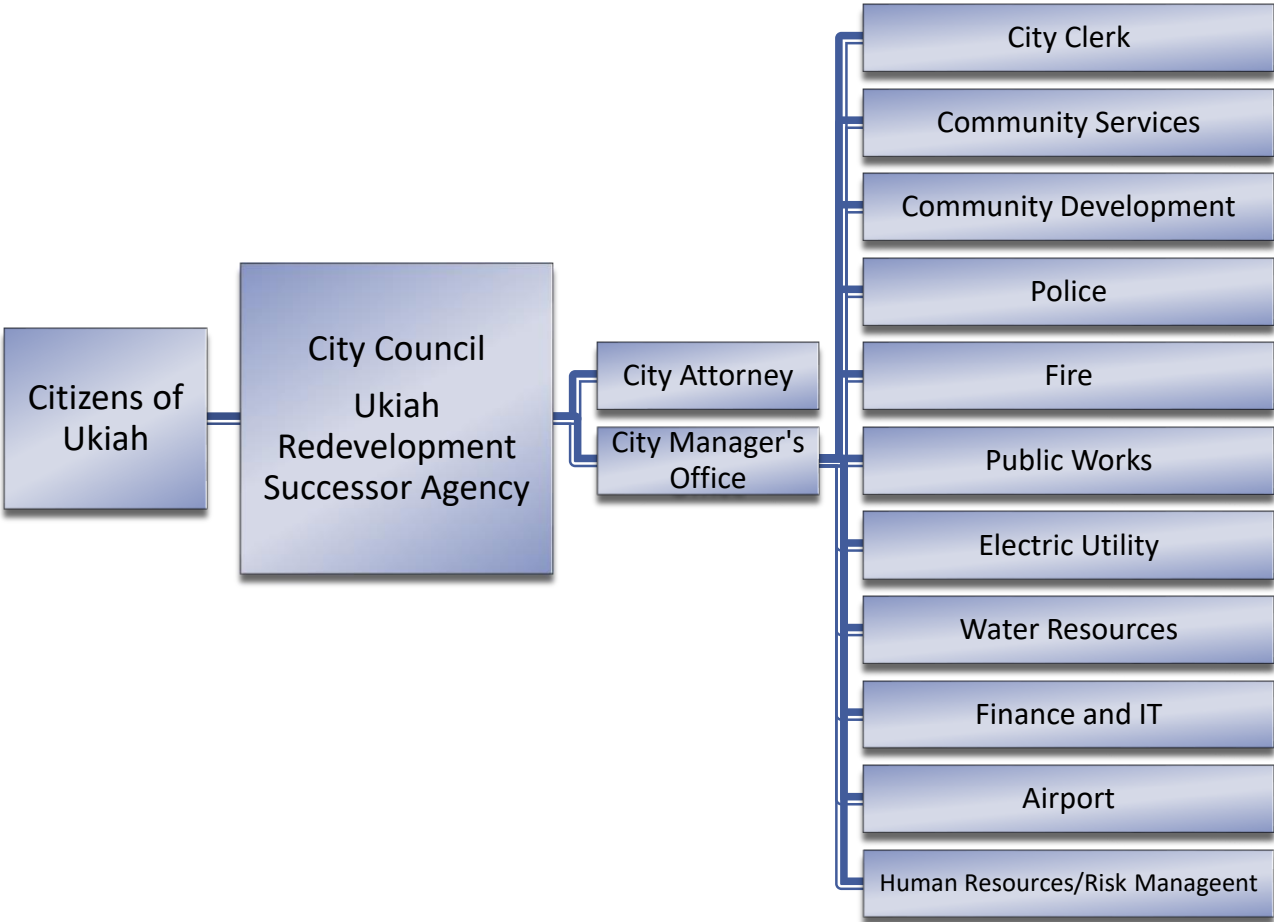 Citizens of
Ukiah
City Council
Ukiah
Redevelopment
Successor Agency
City Attorney
City Manager's
Office
City Clerk
Community Services
Community Development
Police
Fire
Public Works
Electric Utility
Water Resources
Finance and IT
Airport
Human Resources/Risk Manageent